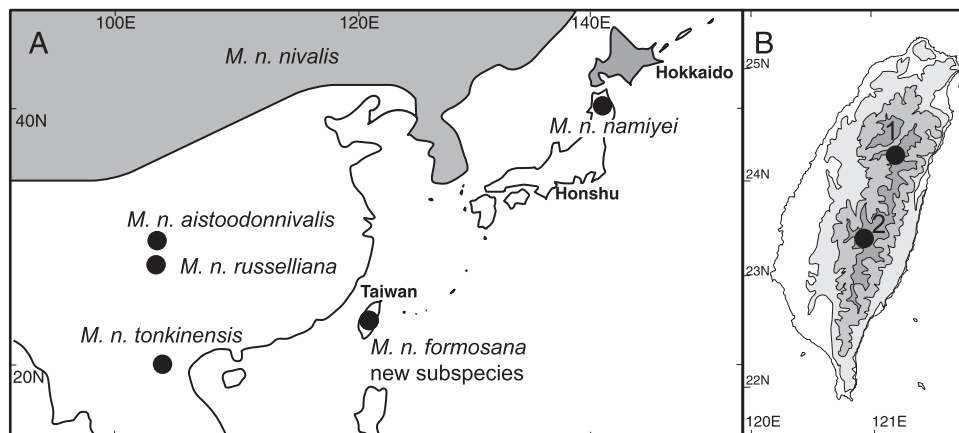 A
100E
120E
140E
M. n. nivalis
Hokkaido
40N
M. n. namiyei
Honshu
M. n. aistoodonnivalis
M. n. russelliana
Taiwan
M. n. tonkinensis
M. n. formosana
new subspecies
20N
B
25N
1
24N
2
23N
22N
120E
121E